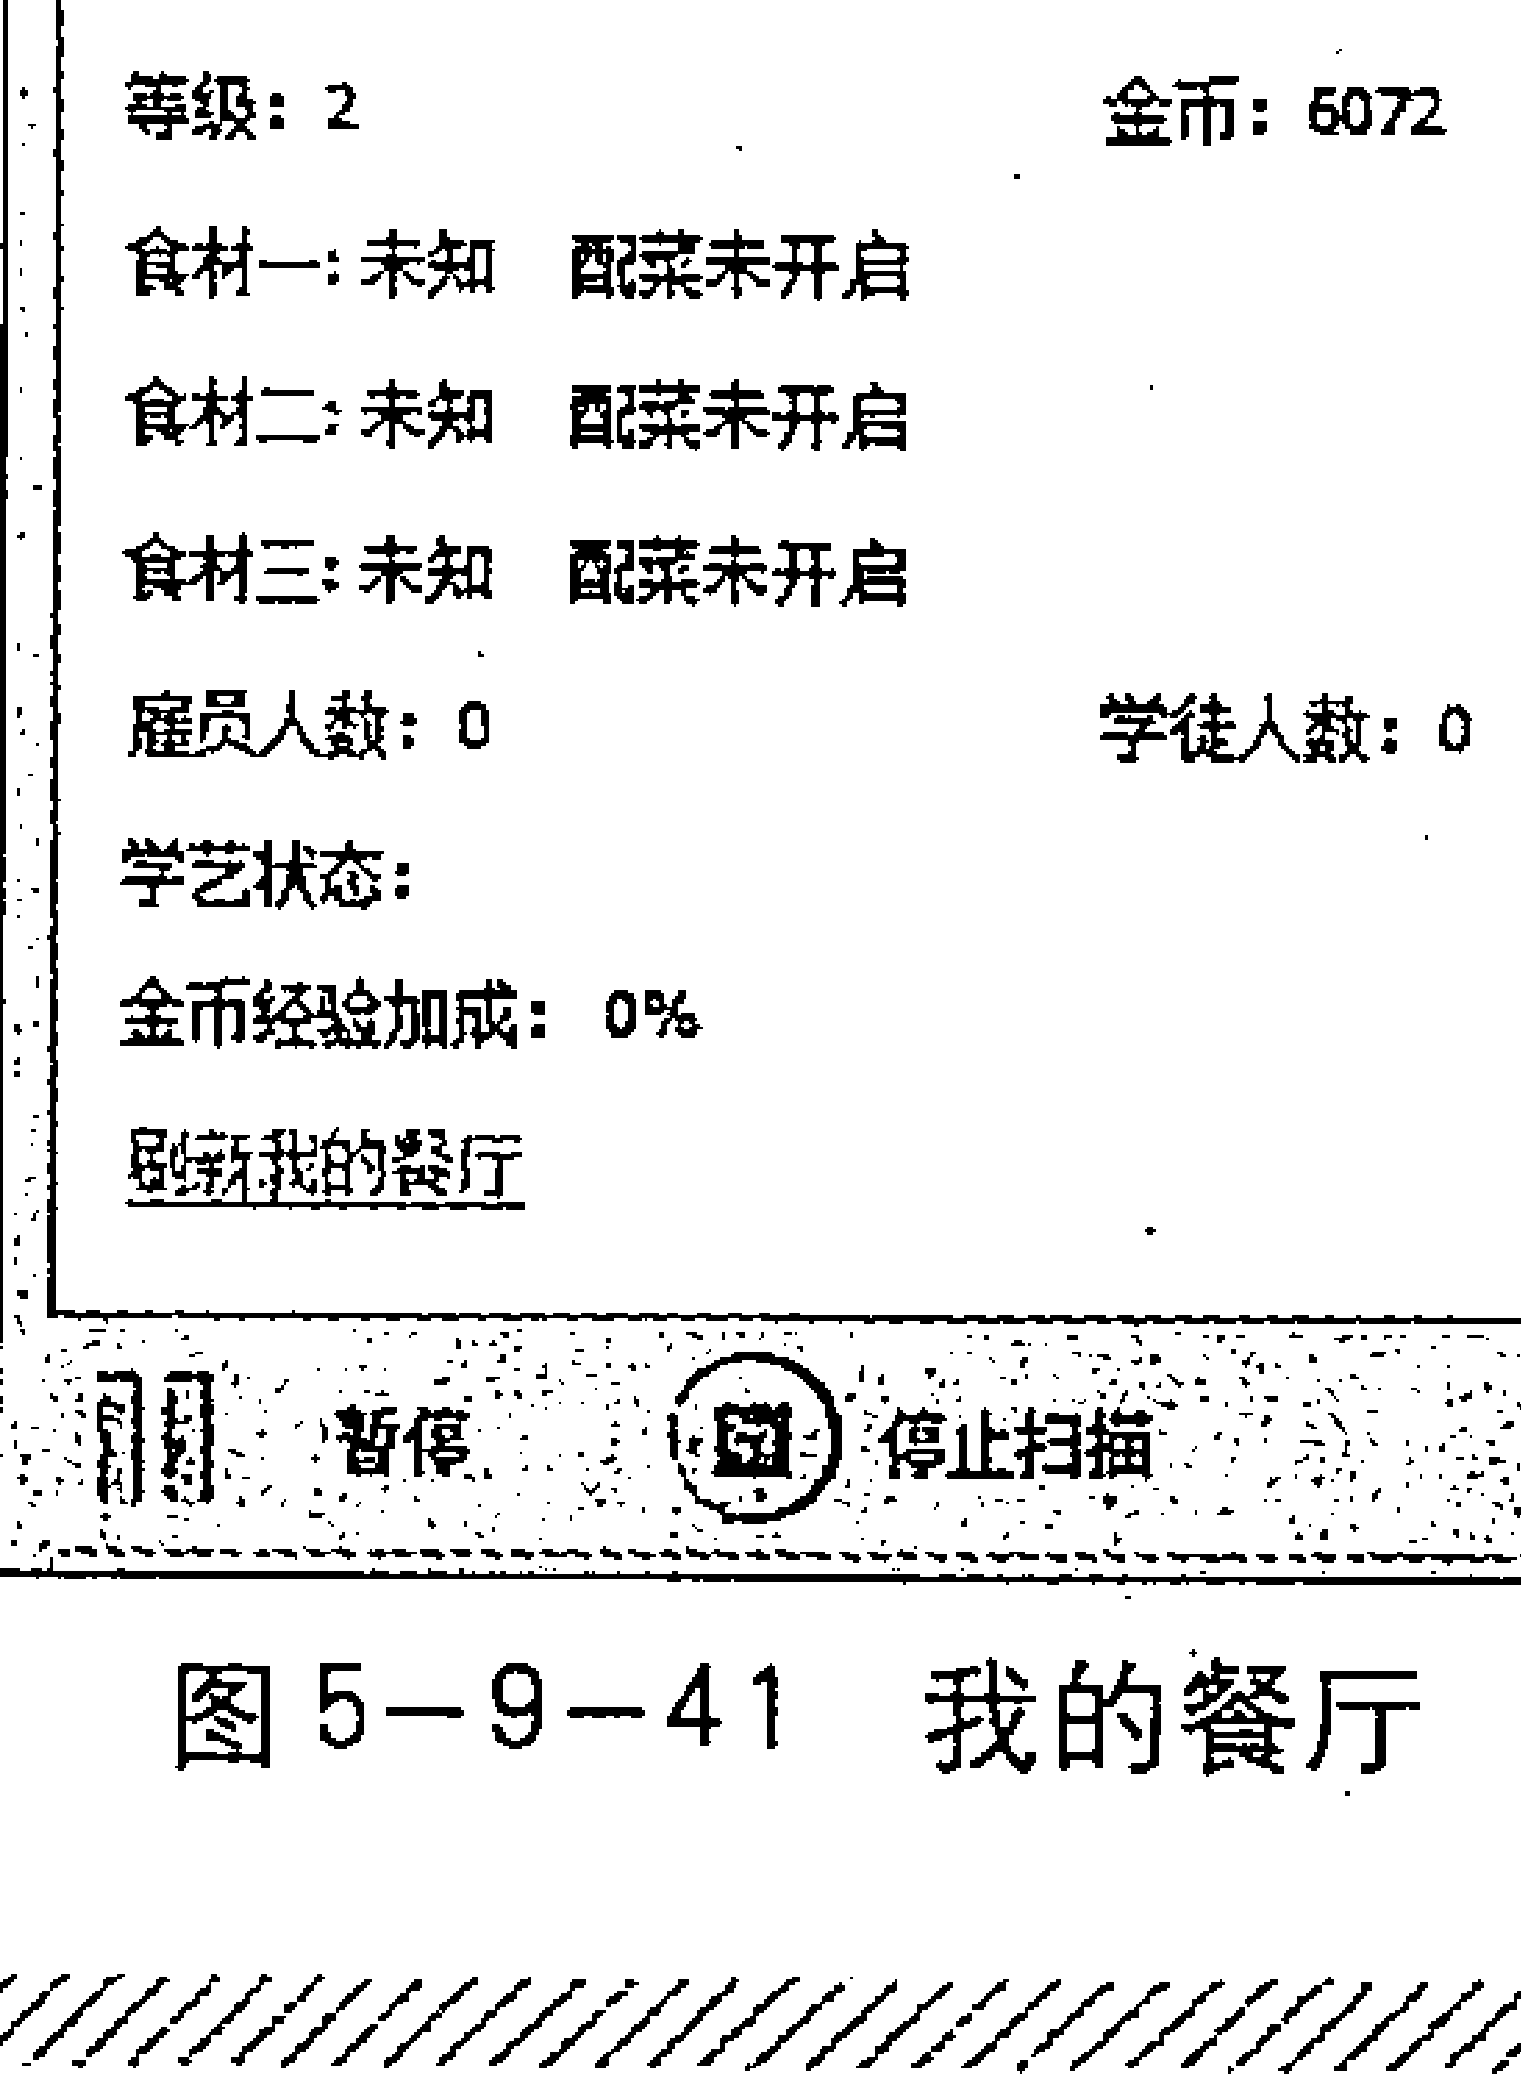 等级：2 金币：6072
食材一：未知 配菜未开启
食材二：未知 配菜未开启
食材三：未知 配菜未开启
雇员人数：0 学徒人数：0
学艺状态：
金币经验加成： 0%
刷新我的餐厅
暂停 停止扫描
图 5－9－41 我的餐厅